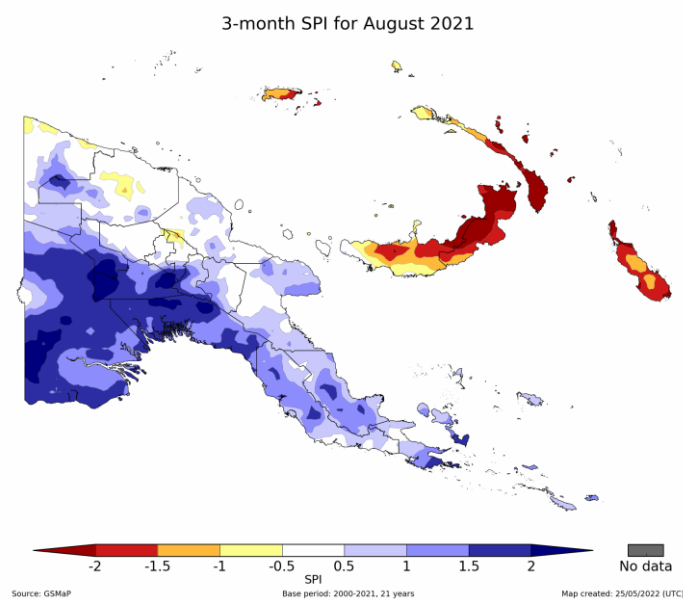 3-month SPI for August 2021
-2 -1.5 -1 -0.5 0.5 1 1.5 2
No data
SPI
Source: GSMaP Base period: 2000-2021, 21 years Map created: 25/05/2022 (UTC)